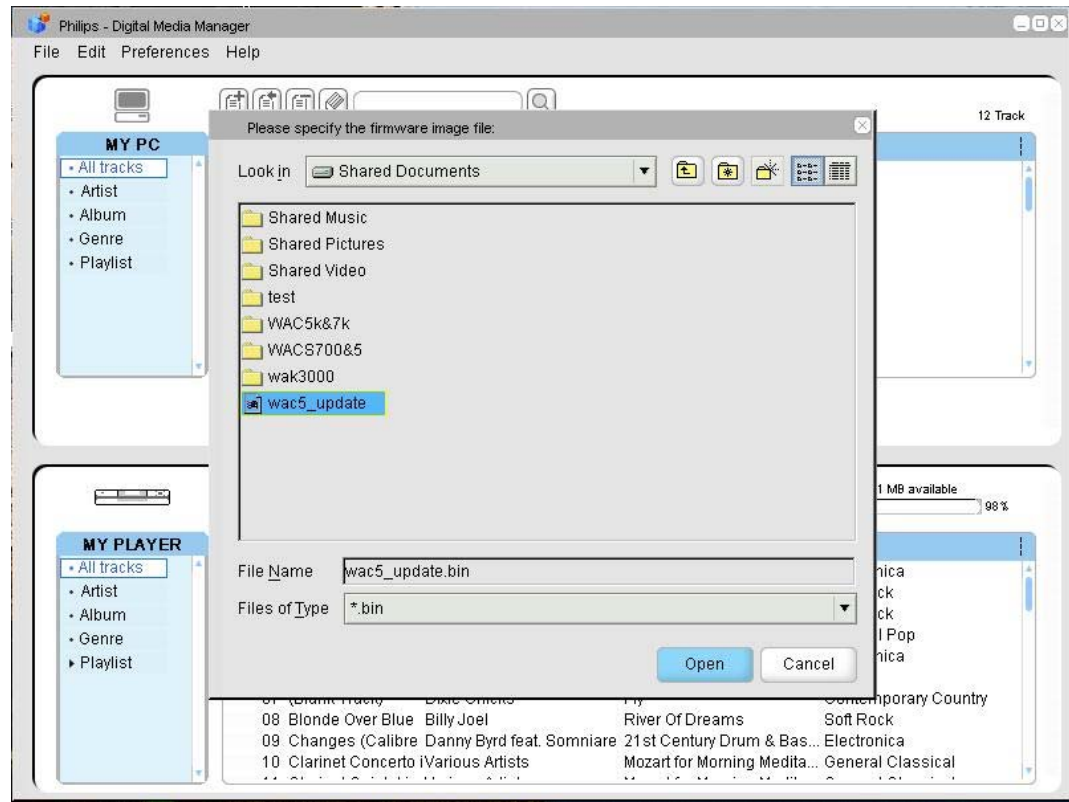 Philips - Digital Media Manager
File Edit Preferences Help
12 Track
MY PC
All tracks
Artist
Album
Genre
Playlist
Please specify the firmware image file:
Look in Shared Documents
Shared Music
Shared Pictures
Shared Video
test
WAC5k&7k
WACS700&5
wak3000
wac5_update
File Name wac5_update.bin
Files of Type *.bin
Open Cancel
1 MB available
98%
MY PLAYER
All tracks
Artist
Album
Genre
Playlist
nica
ck
ck
l Pop
nica
08 Blonde Over Blue Billy Joel River Of Dreams Soft Rock
09 Changes (Calibre Danny Byrd feat. Somniare 21st Century Drum & Bas... Electronica
10 Clarinet Concerto i Various Artists Mozart for Morning Medita... General Classical